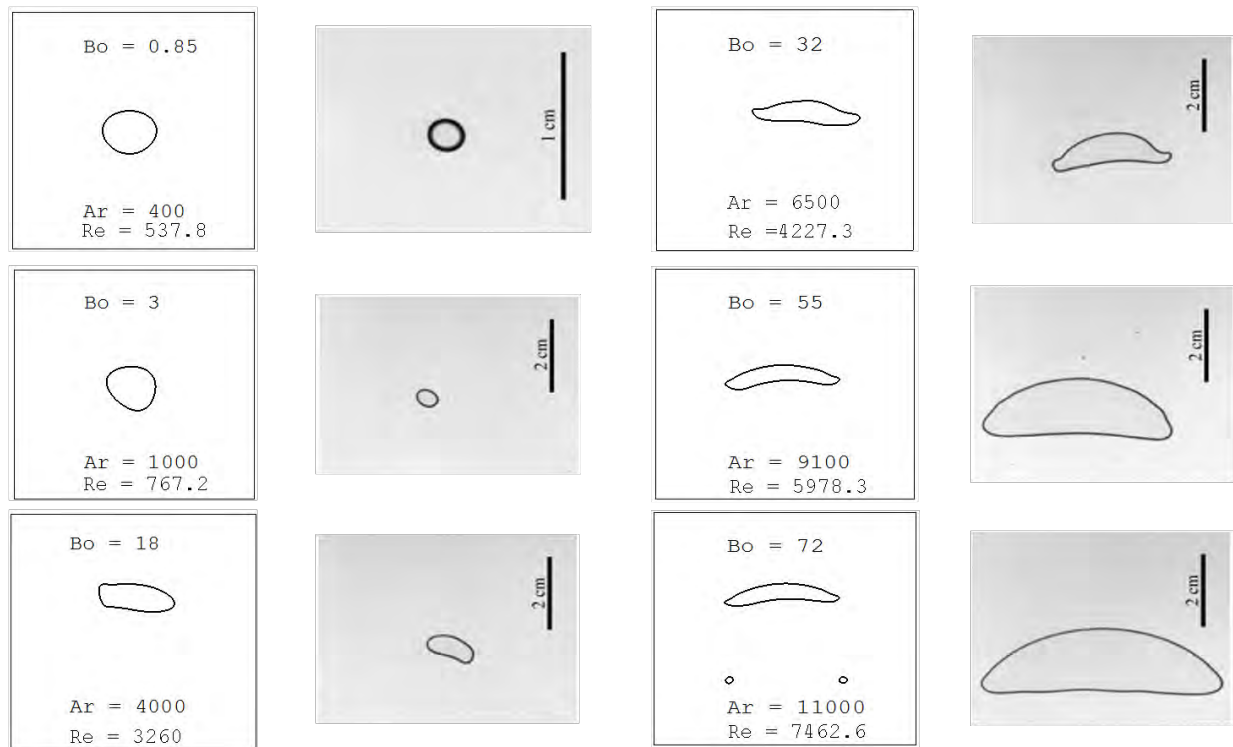 Bo = 0.85
Ar = 400
Re = 537.8
1 cm
Bo = 32
Ar = 6500
Re =4227.3
2 cm
Bo = 3
Ar = 1000
Re = 767.2
2 cm
Bo = 55
Ar = 9100
Re = 5978.3
2 cm
Bo = 18
Ar = 4000
Re = 3260
2 cm
Bo = 72
Ar = 11000
Re = 7462.6
2 cm